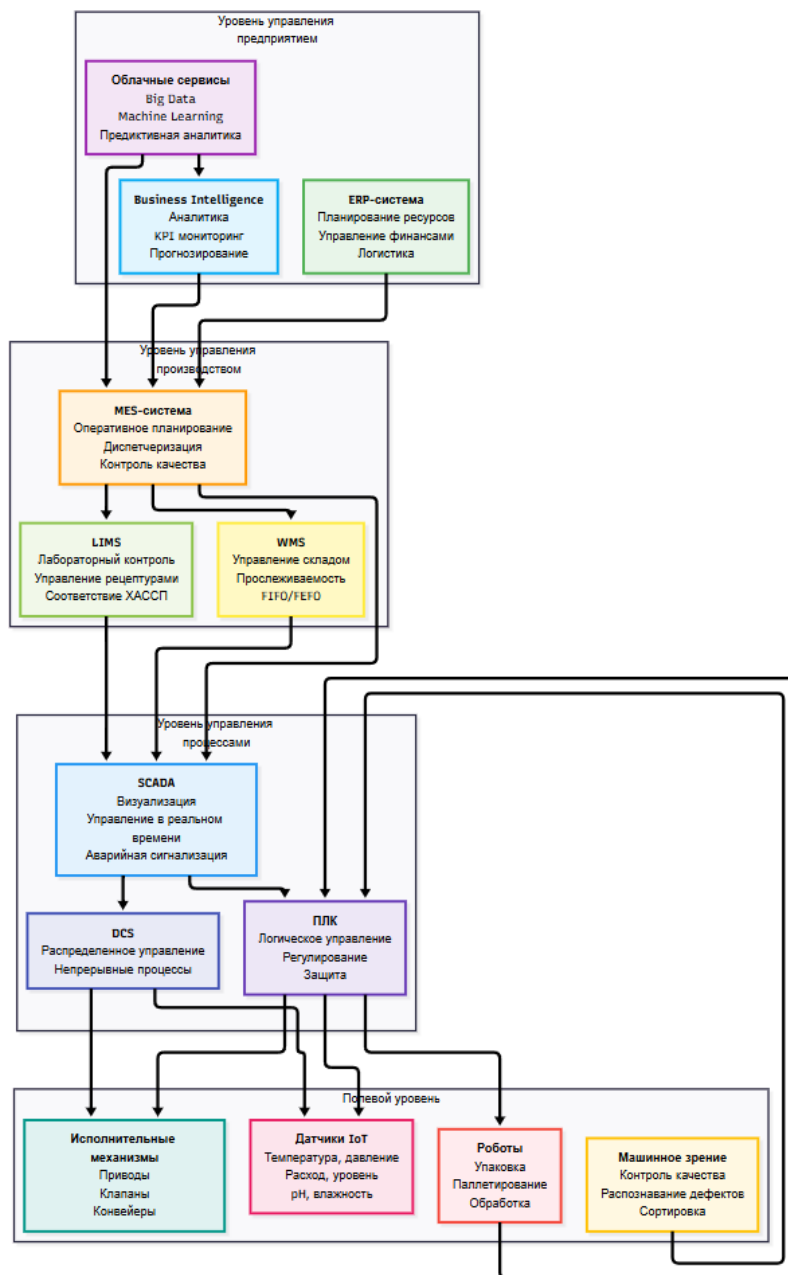 Уровень управления
предприятием
Облачные сервисы
Big Data
Machine Learning
Предиктивная аналитика
Business Intelligence
Аналитика
KPI мониторинг
Прогнозирование
ERP-система
Планирование ресурсов
Управление финансами
Логистика
Уровень управления
производством
MES-система
Оперативное планирование
Диспетчеризация
Контроль качества
LIMS
Лабораторный контроль
Управление рецептурами
Соответствие ХАССП
WMS
Управление складом
Прослеживаемость
FIFO/FEFO
Уровень управления
процессами
SCADA
Визуализация
Управление в реальном
времени
Аварийная сигнализация
DCS
Распределенное управление
Непрерывные процессы
ПЛК
Логическое управление
Регулирование
Защита
Полевой уровень
Исполнительные
механизмы
Приводы
Клапаны
Конвейеры
Датчики IoT
Температура, давление
Расход, уровень
pH, влажность
Роботы
Упаковка
Паллетирование
Обработка
Машинное зрение
Контроль качества
Распознавание дефектов
Сортировка